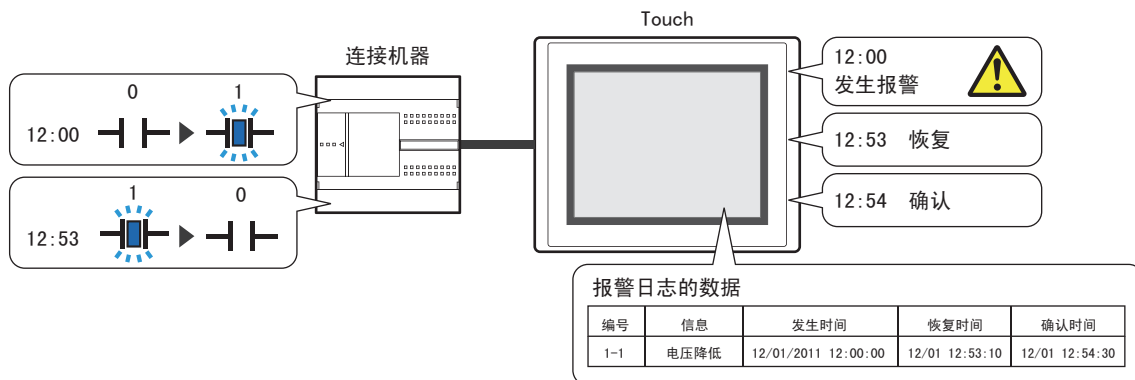 Touch
连接机器
0 1
12:00
1 0
12:53
12:00
发生报警
12:53 恢复
12:54 确认
报警日志的数据
编号 信息 发生时间 恢复时间 确认时间
1-1 电压降低 12/01/2011 12:00:00 12/01 12:53:10 12/01 12:54:30